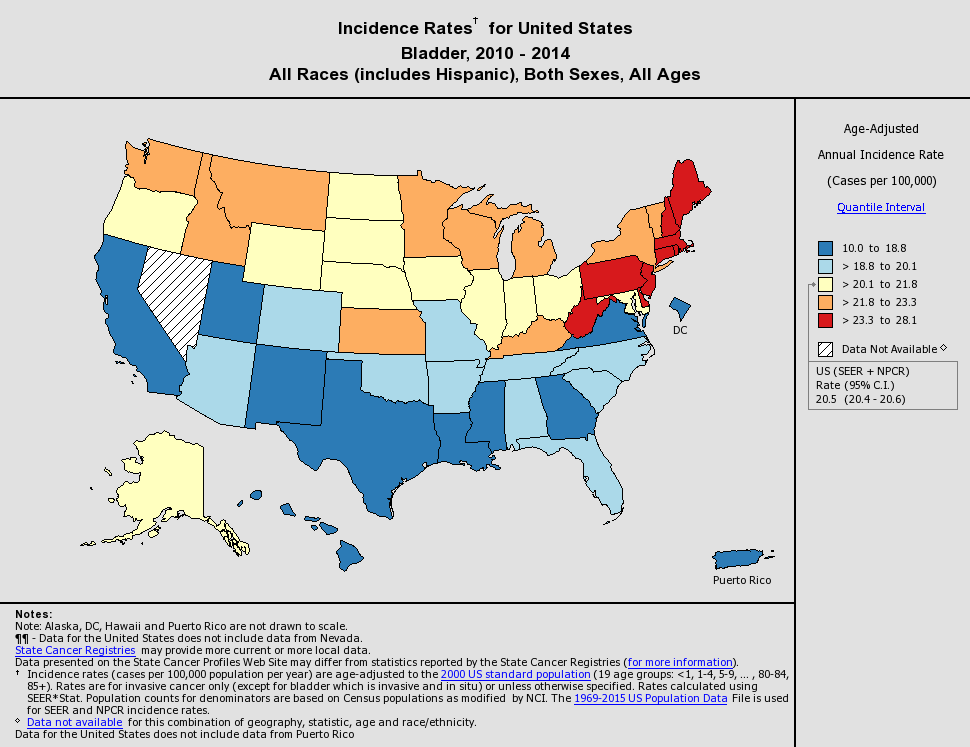 Incidence Rates† for United States
Bladder, 2010 - 2014
All Races (includes Hispanic), Both Sexes, All Ages
Age-Adjusted
Annual Incidence Rate
(Cases per 100,000)
Quantile Interval
10.0 to 18.8
> 18.8 to 20.1
> 20.1 to 21.8
> 21.8 to 23.3
> 23.3 to 28.1
Data Not Available ◇
US (SEER + NPCR)
Rate (95% C.I.)
20.5 (20.4 - 20.6)
DC
Puerto Rico
Notes:
Note: Alaska, DC, Hawaii and Puerto Rico are not drawn to scale.
¶¶ - Data for the United States does not include data from Nevada.
State Cancer Registries may provide more current or more local data.
Data presented on the State Cancer Profiles Web Site may differ from statistics reported by the State Cancer Registries (for more information).
† Incidence rates (cases per 100,000 population per year) are age-adjusted to the 2000 US standard population (19 age groups: <1, 1-4, 5-9, ... , 80-84,
85+). Rates are for invasive cancer only (except for bladder which is invasive and in situ) or unless otherwise specified. Rates calculated using
SEER*Stat. Population counts for denominators are based on Census populations as modified by NCI. The 1969-2015 US Population Data File is used
for SEER and NPCR incidence rates.
◇ Data not available for this combination of geography, statistic, age and race/ethnicity.
Data for the United States does not include data from Puerto Rico